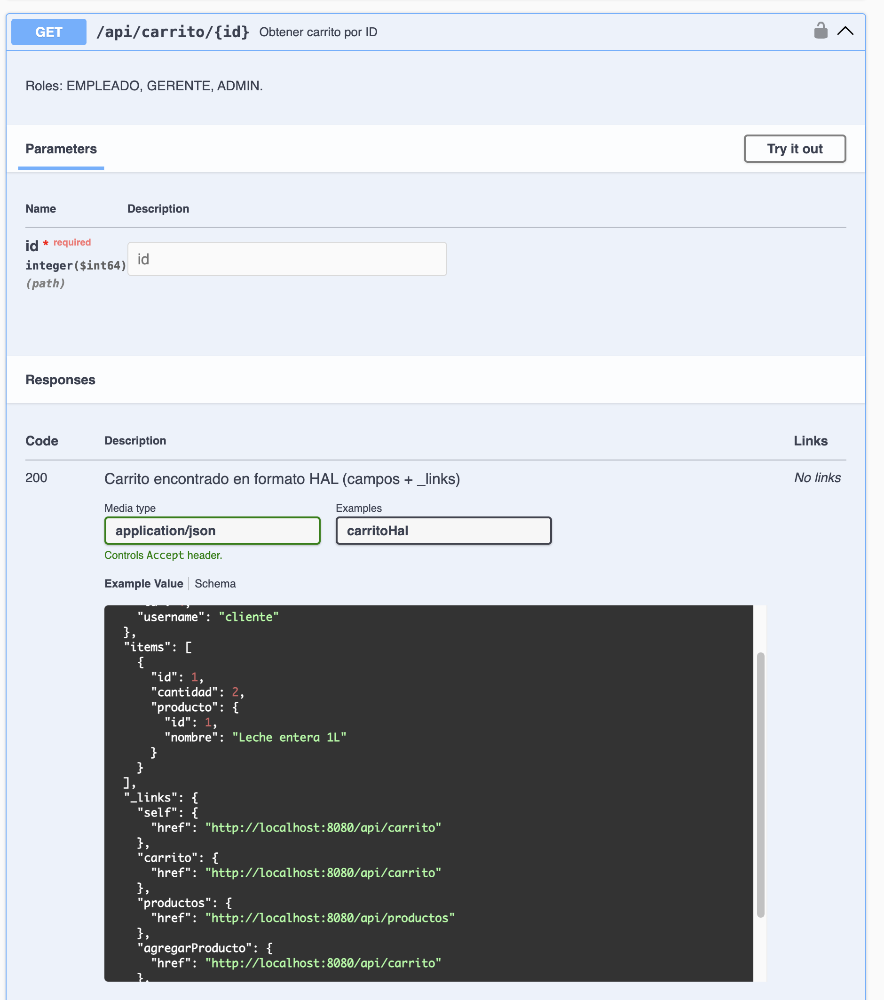 GET /api/carrito/{id} Obtener carrito por ID
Roles: EMPLEADO, GERENTE, ADMIN.
Parameters
Try it out
Name Description
id * required
integer($int64)
(path)
id
Responses
Code Description Links
200 Carrito encontrado en formato HAL (campos + _links) No links
Media type Examples
application/json carritoHal
Controls Accept header.
Example Value Schema
"username": "cliente"
},
"items": [
{
"id": 1,
"cantidad": 2,
"producto": {
"id": 1,
"nombre": "Leche entera 1L"
}
}
],
"_links": {
"self": {
"href": "http://localhost:8080/api/carrito"
},
"carrito": {
"href": "http://localhost:8080/api/carrito"
},
"productos": {
"href": "http://localhost:8080/api/productos"
},
"agregarProducto": {
"href": "http://localhost:8080/api/carrito"
},